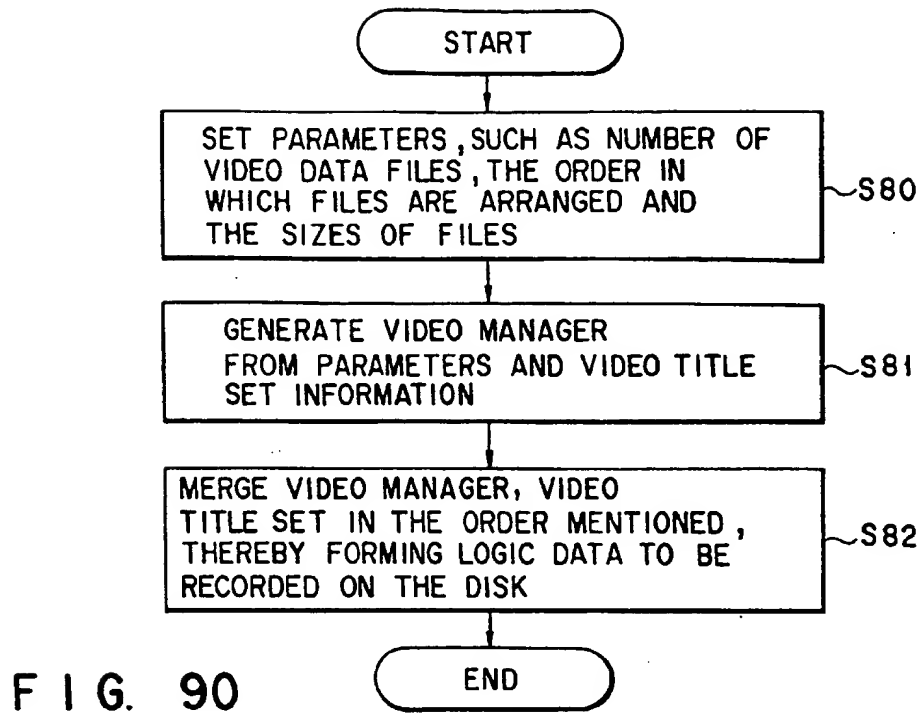 START
SET PARAMETERS, SUCH AS NUMBER OF
VIDEO DATA FILES, THE ORDER IN
WHICH FILES ARE ARRANGED AND
THE SIZES OF FILES
S80
GENERATE VIDEO MANAGER
FROM PARAMETERS AND VIDEO TITLE
SET INFORMATION
S81
MERGE VIDEO MANAGER, VIDEO
TITLE SET IN THE ORDER MENTIONED,
THEREBY FORMING LOGIC DATA TO BE
RECORDED ON THE DISK
S82
END
FIG. 90